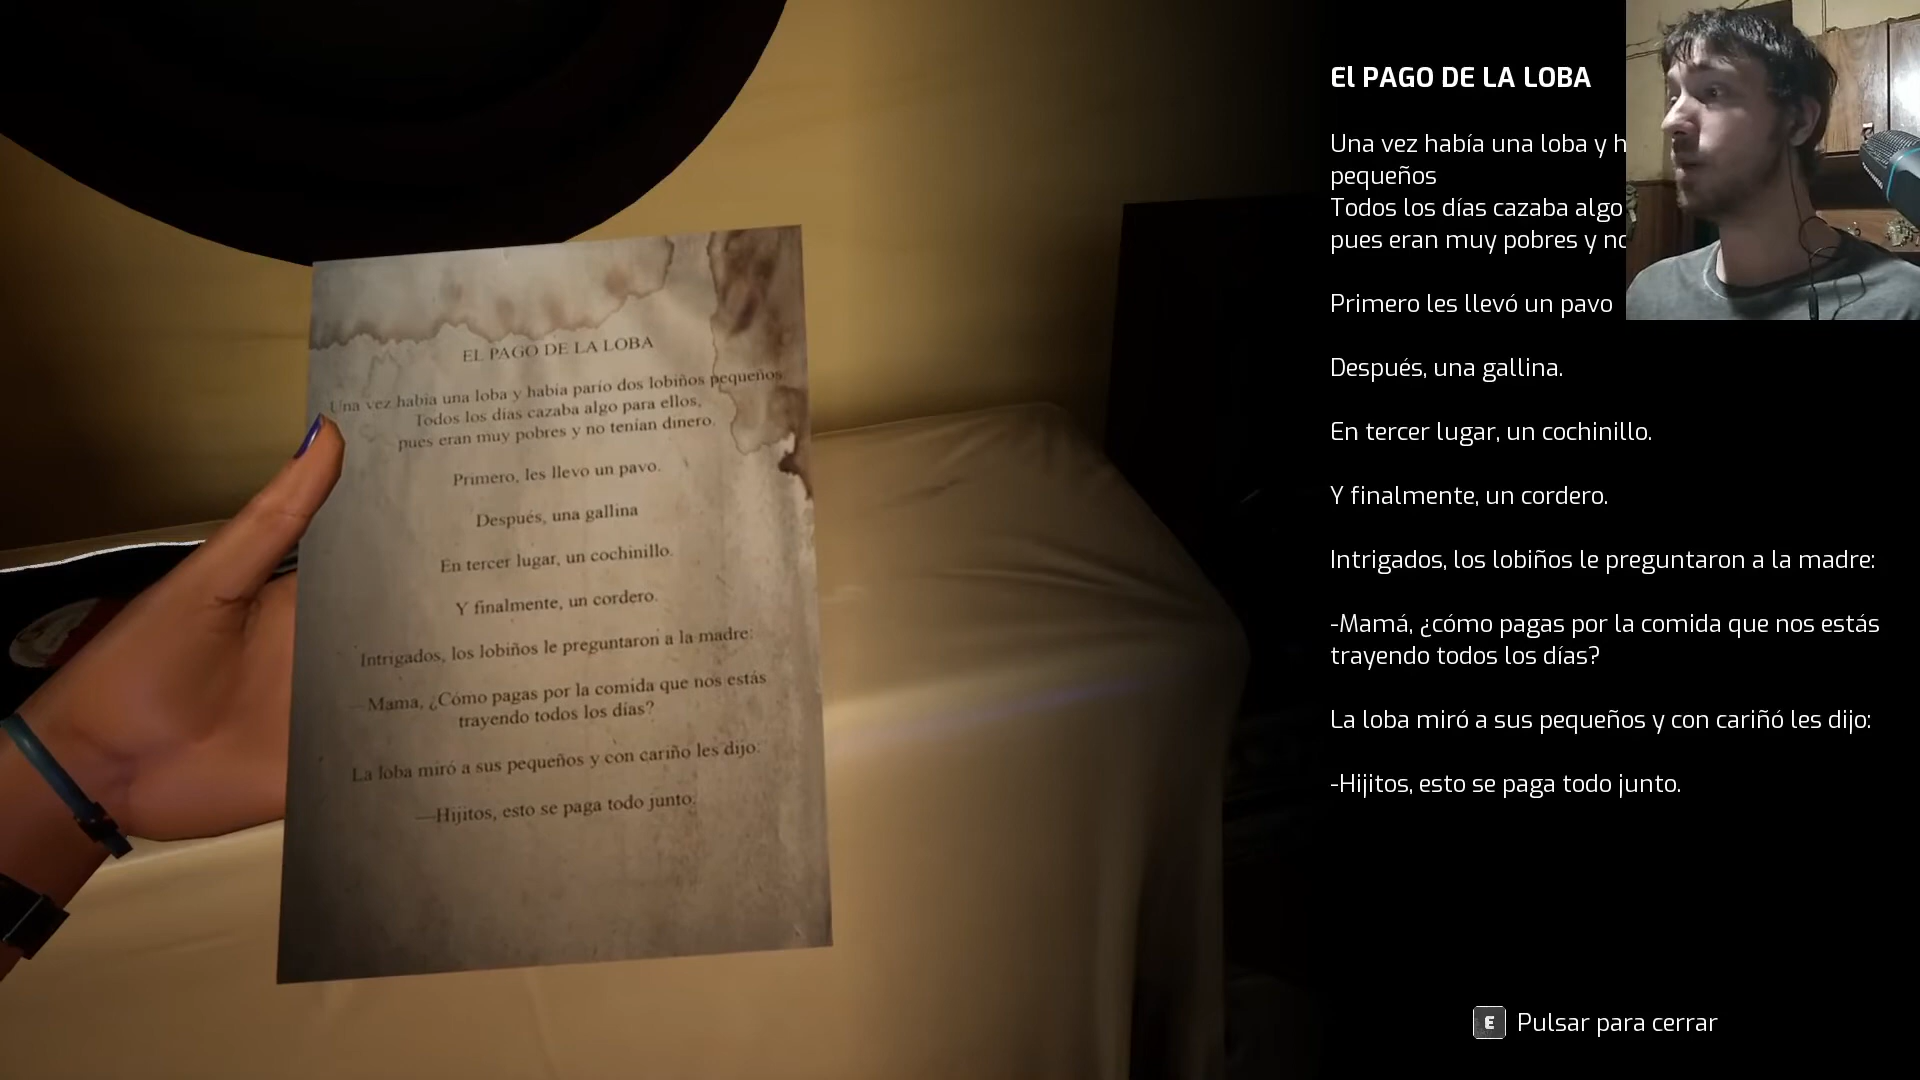 EL PAGO DE LA LOBA
Una vez había una loba y había parío dos lobiños pequeños
Todos los días cazaba algo para ellos,
pues eran muy pobres y no tenían dinero.
Primero, les llevo un pavo.
Después, una gallina
En tercer lugar, un cochinillo.
Y finalmente, un cordero.
Intrigados, los lobiños le preguntaron a la madre:
—Mama, ¿Cómo pagas por la comida que nos estás
trayendo todos los días?
La loba miró a sus pequeños y con cariño les dijo:
—Hijitos, esto se paga todo junto.
El PAGO DE LA LOBA
Una vez había una loba y
pequeños
Todos los días cazaba algo
pues eran muy pobres y
Primero les llevó un pavo
Después, una gallina.
En tercer lugar, un cochinillo.
Y finalmente, un cordero.
Intrigados, los lobiños le preguntaron a la madre:
-Mamá, ¿cómo pagas por la comida que nos estás
trayendo todos los días?
La loba miró a sus pequeños y con cariñó les dijo:
-Hijitos, esto se paga todo junto.
E Pulsar para cerrar